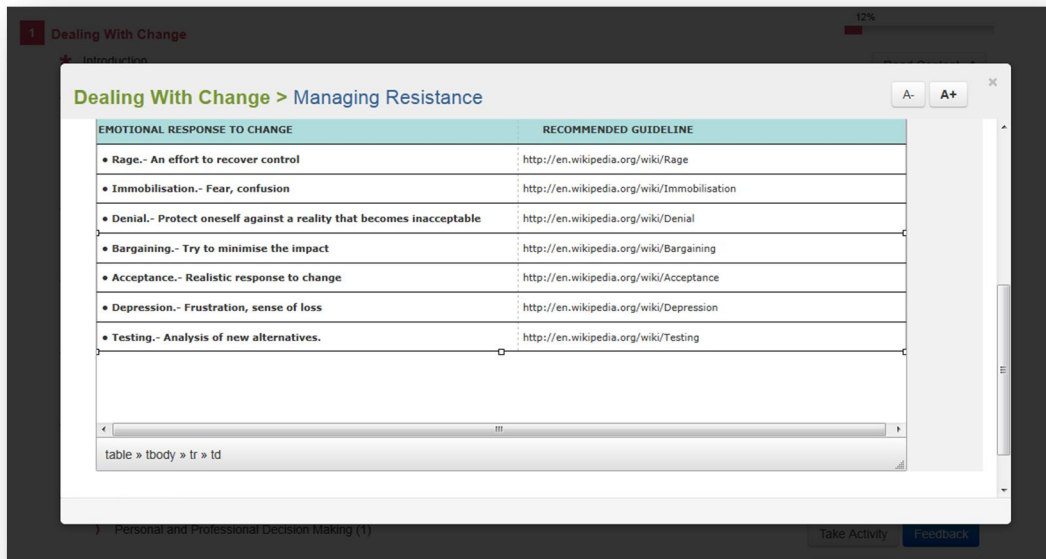 12%
1 Dealing With Change
Introduction
Dealing With Change > Managing Resistance
A- A+
×
EMOTIONAL RESPONSE TO CHANGE RECOMMENDED GUIDELINE
• Rage.- An effort to recover control http://en.wikipedia.org/wiki/Rage
• Immobilisation.- Fear, confusion http://en.wikipedia.org/wiki/Immobilisation
• Denial.- Protect oneself against a reality that becomes inacceptable http://en.wikipedia.org/wiki/Denial
• Bargaining.- Try to minimise the impact http://en.wikipedia.org/wiki/Bargaining
• Acceptance.- Realistic response to change http://en.wikipedia.org/wiki/Acceptance
• Depression.- Frustration, sense of loss http://en.wikipedia.org/wiki/Depression
• Testing.- Analysis of new alternatives. http://en.wikipedia.org/wiki/Testing
table » tbody » tr » td
Personal and Professional Decision Making (1)
Take Activity Feedback